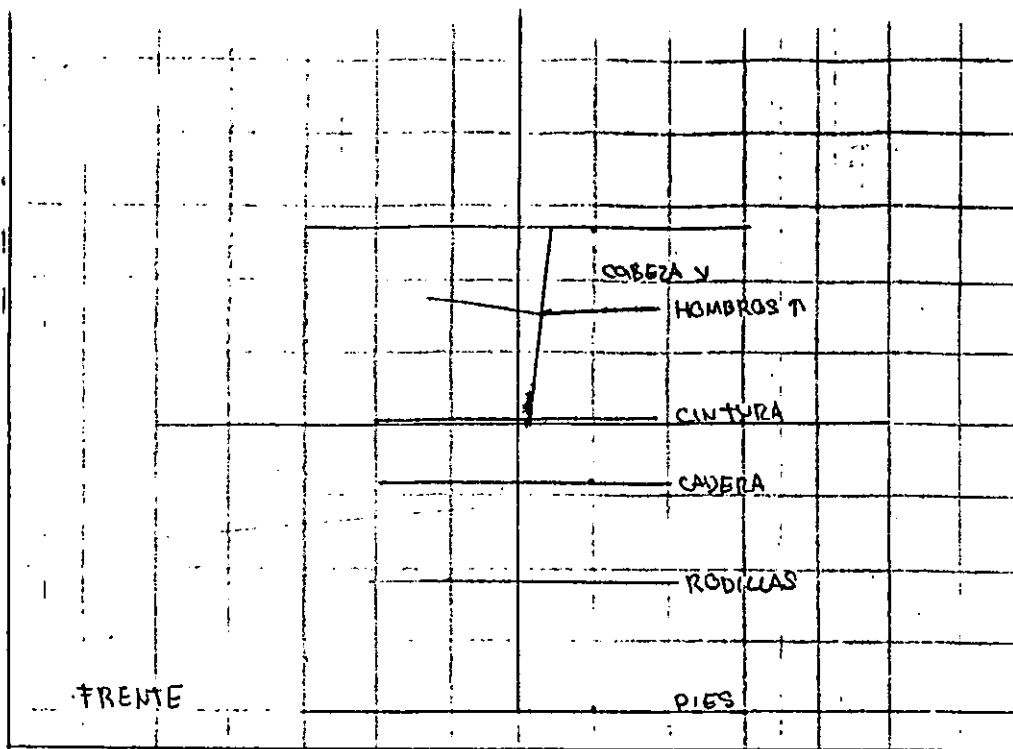 CABEZA ↓
HOMBROS ↑
CINTURA
CADERA
RODILLAS
FRENTE
PIES